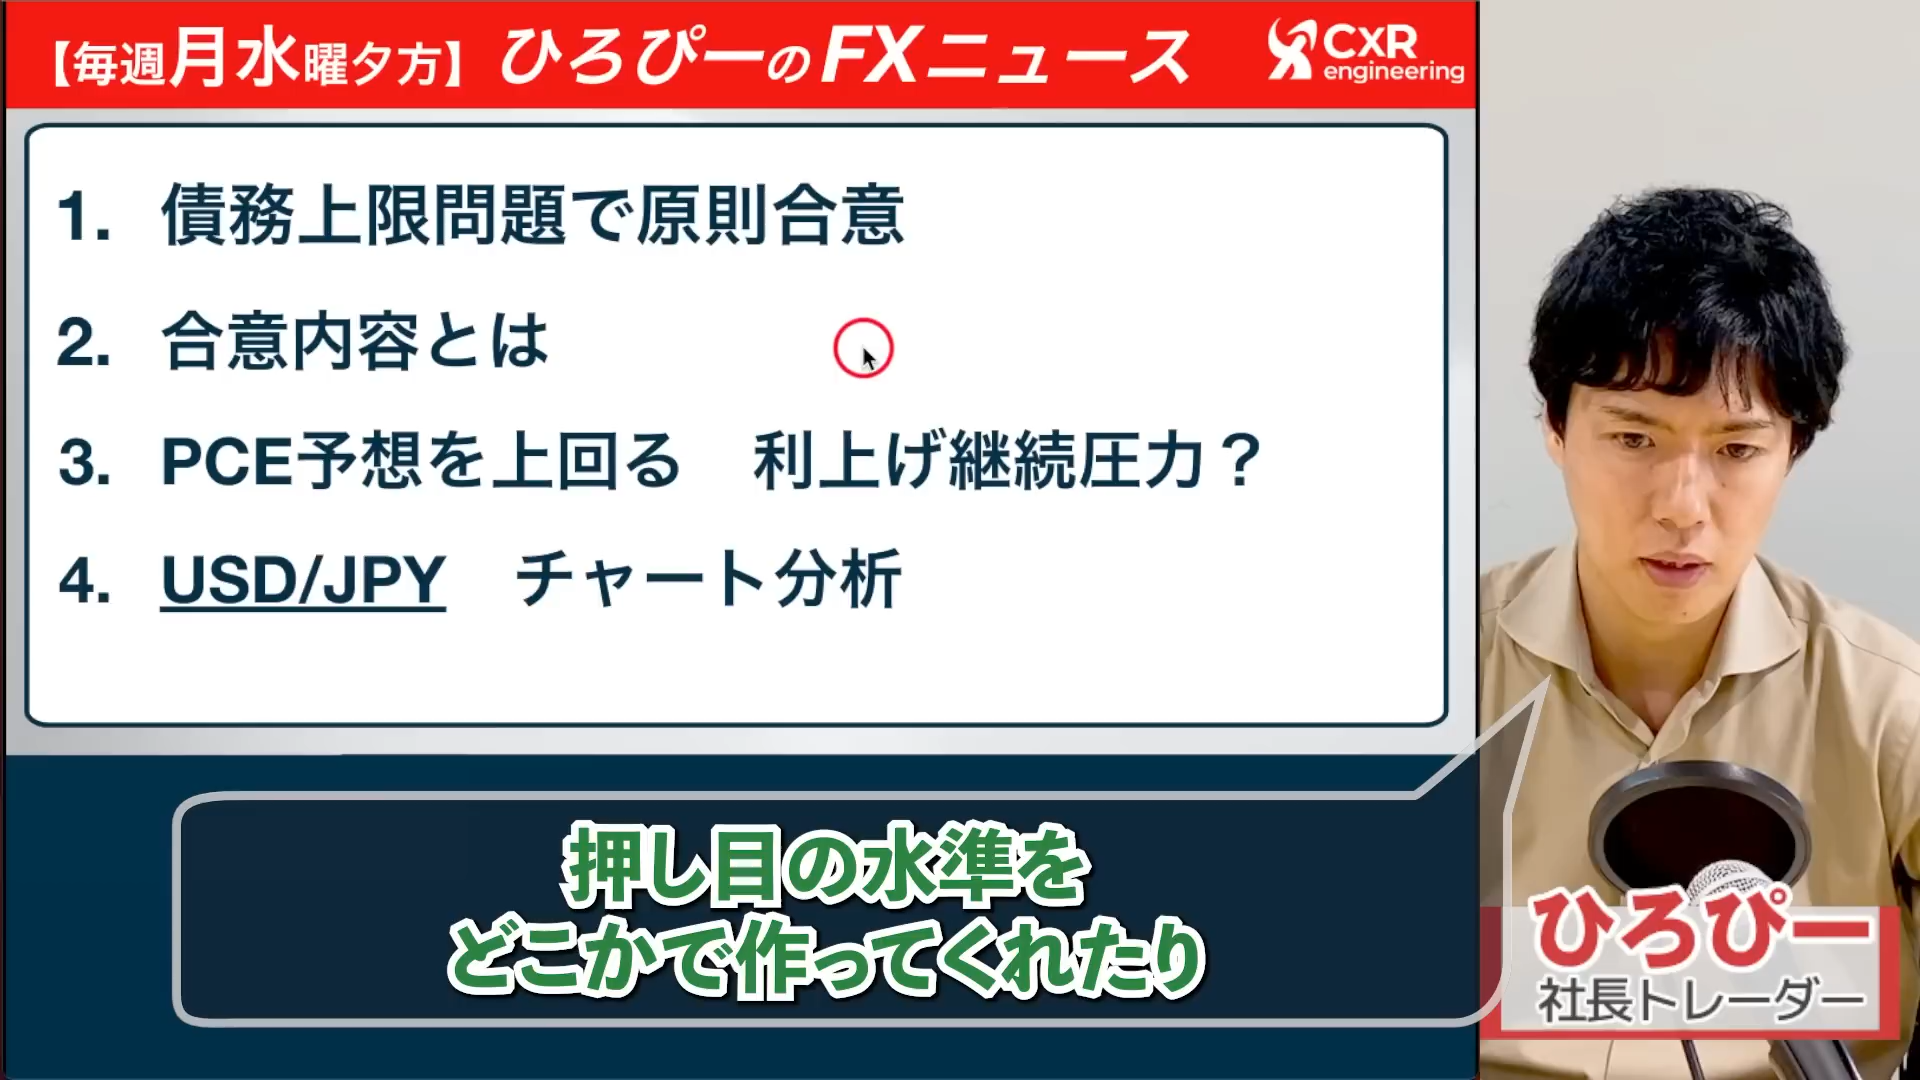 【毎週月水曜夕方】ひろぴーのFXニュース
CXR
engineering
1. 債務上限問題で原則合意
2. 合意内容とは
3. PCE予想を上回る　利上げ継続圧力？
4. USD/JPY　チャート分析
押し目の水準を
どこかで作ってくれたり
ひろぴー
社長トレーダー